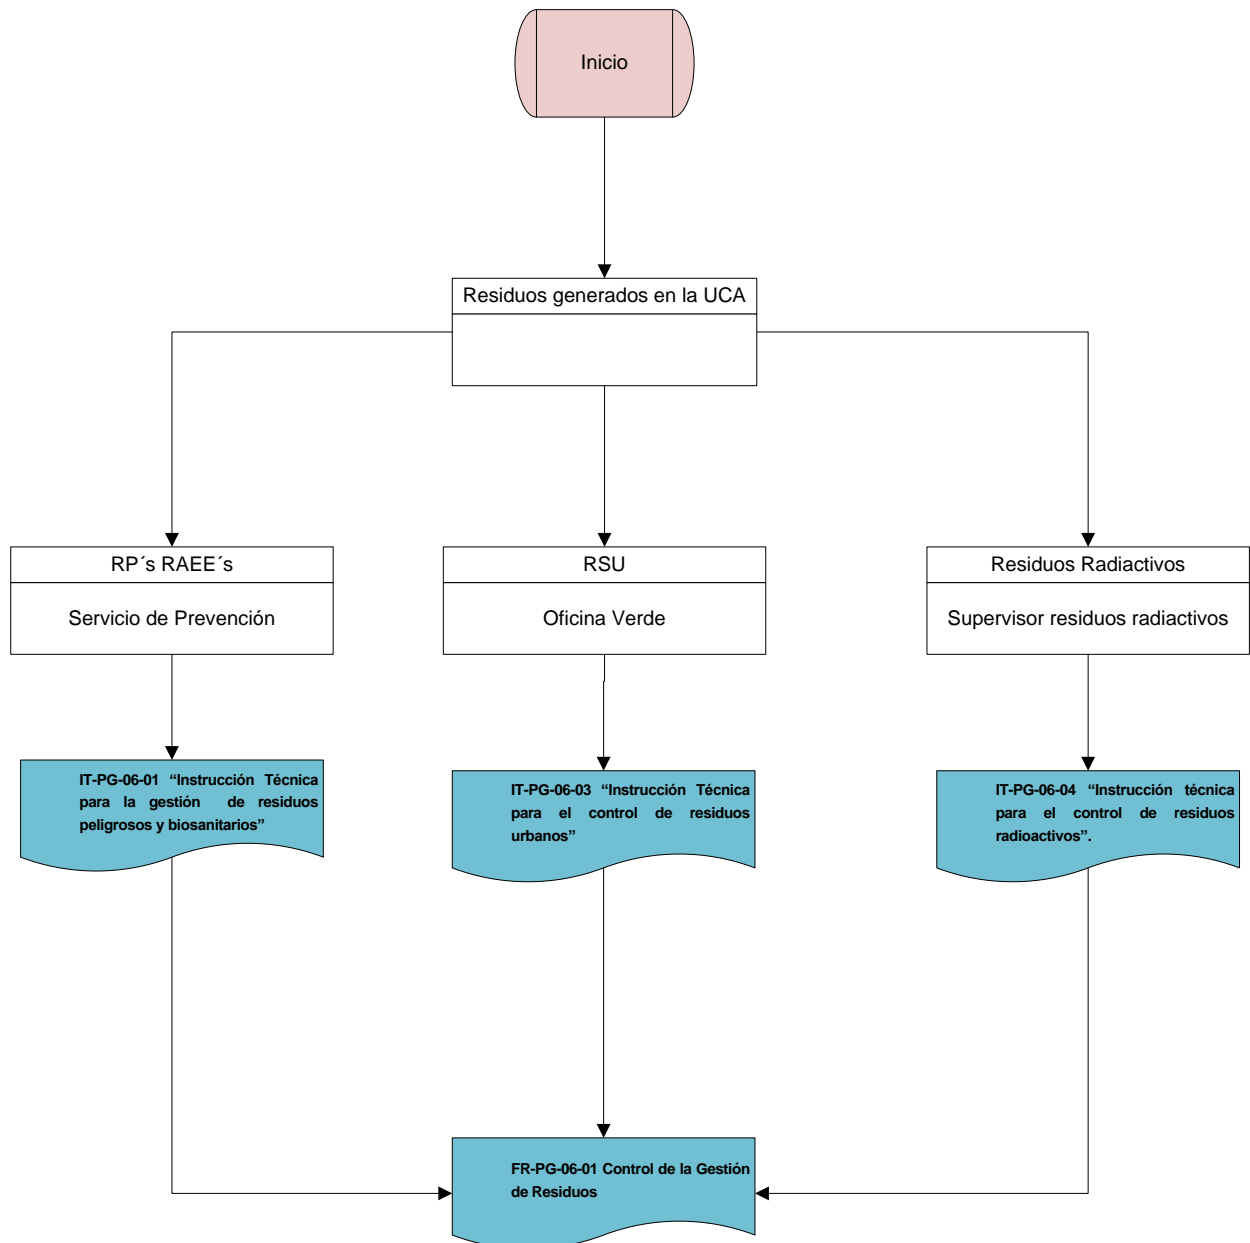 Inicio
Residuos generados en la UCA
RP´s RAEE´s
Servicio de Prevención
RSU
Oficina Verde
Residuos Radiactivos
Supervisor residuos radiactivos
IT-PG-06-01 “Instrucción Técnica
para la gestión de residuos
peligrosos y biosanitarios”
IT-PG-06-03 “Instrucción Técnica
para el control de residuos
urbanos”
IT-PG-06-04 “Instrucción técnica
para el control de residuos
radioactivos”.
FR-PG-06-01 Control de la Gestión
de Residuos